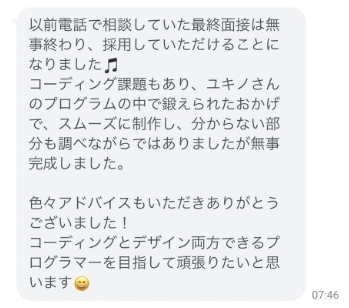 以前電話で相談していた最終面接は無
事終わり、採用していただけることに
なりました🎵
コーディング課題もあり、ユキノさん
のプログラムの中で鍛えられたおかげ
で、スムーズに制作し、分からない部
分も調べながらではありましたが無事
完成しました。

色々アドバイスもいただきありがとう
ございました！
コーディングとデザイン両方できるプ
ログラマーを目指して頑張りたいと思
います😄
07:46